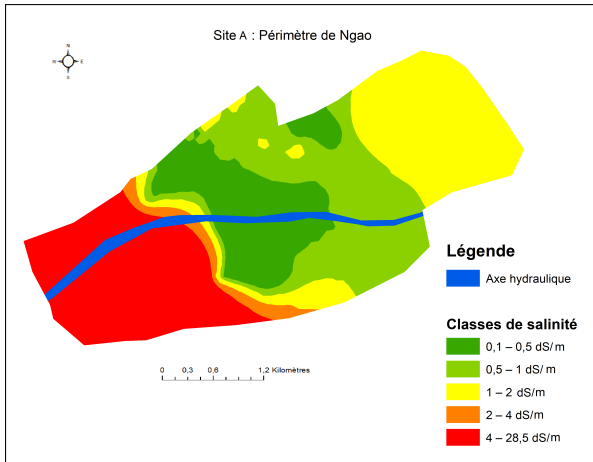 Site A : Périmètre de Ngao
N
E
S
Légende
Axe hydraulique
Classes de salinité
0,1 – 0,5 dS/m
0,5 – 1 dS/m
1 – 2 dS/m
2 – 4 dS/m
4 – 28,5 dS/m
0 0,3 0,6 1,2 Kilomètres